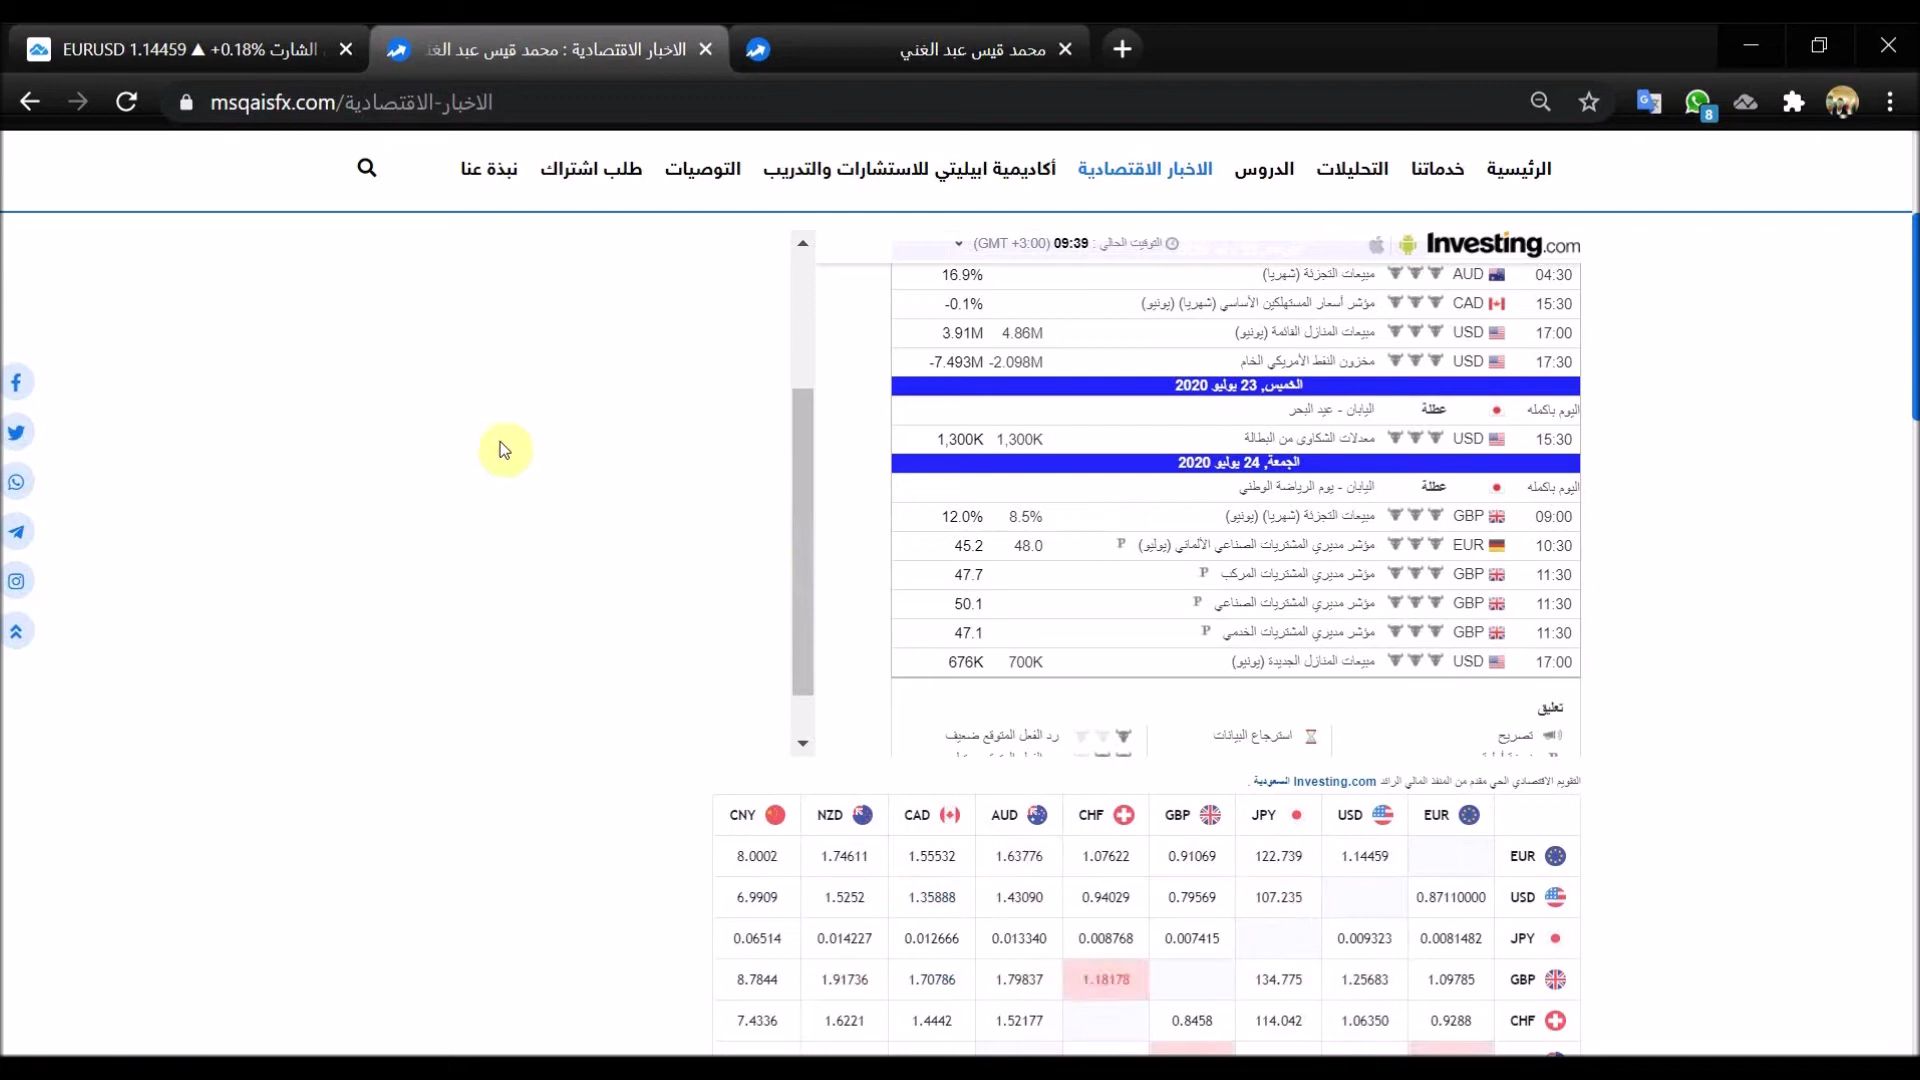 EURUSD 1.14459 ▲ +0.18% الشارت
الاخبار الاقتصادية : محمد قيس عبد الغني
محمد قيس عبد الغني
msqaisfx.com/الاخبار-الاقتصادية
8
الرئيسية خدماتنا التحليلات الدروس الاخبار الاقتصادية أكاديمية ابيليتي للاستشارات والتدريب التوصيات طلب اشتراك نبذة عنا
Investing.com التوقيت الحالي : 09:39 (GMT +3:00)
04:30 AUD مبيعات التجزئة (شهريا) 16.9%
15:30 CAD مؤشر أسعار المستهلكين الأساسي (شهريا) (يونيو) -0.1%
17:00 USD مبيعات المنازل القائمة (يونيو) 4.86M 3.91M
17:30 USD مخزون النفط الأمريكي الخام -2.098M -7.493M
الخميس, 23 يوليو 2020
اليوم باكمله عطلة اليابان - عيد البحر
15:30 USD معدلات الشكاوى من البطالة 1,300K 1,300K
الجمعة, 24 يوليو 2020
اليوم باكمله عطلة اليابان - يوم الرياضة الوطني
09:00 GBP مبيعات التجزئة (شهريا) (يونيو) 8.5% 12.0%
10:30 EUR مؤشر مديري المشتريات الصناعي الألماني (يوليو) P 48.0 45.2
11:30 GBP مؤشر مديري المشتريات المركب P 47.7
11:30 GBP مؤشر مديري المشتريات الصناعي P 50.1
11:30 GBP مؤشر مديري المشتريات الخدمي P 47.1
17:00 USD مبيعات المنازل الجديدة (يونيو) 700K 676K
تعليق
تصريح استرجاع البيانات رد الفعل المتوقع ضعيف
التقويم الاقتصادي الحي مقدم من المنفذ المالي الرائد Investing.com السعودية .
EUR USD JPY GBP CHF AUD CAD NZD CNY
EUR 1.14459 122.739 0.91069 1.07622 1.63776 1.55532 1.74611 8.0002
USD 0.87110000 107.235 0.79569 0.94029 1.43090 1.35888 1.5252 6.9909
JPY 0.0081482 0.009323 0.007415 0.008768 0.013340 0.012666 0.014227 0.06514
GBP 1.09785 1.25683 134.775 1.18178 1.79837 1.70786 1.91736 8.7844
CHF 0.9288 1.06350 114.042 0.8458 1.52177 1.4442 1.6221 7.4336